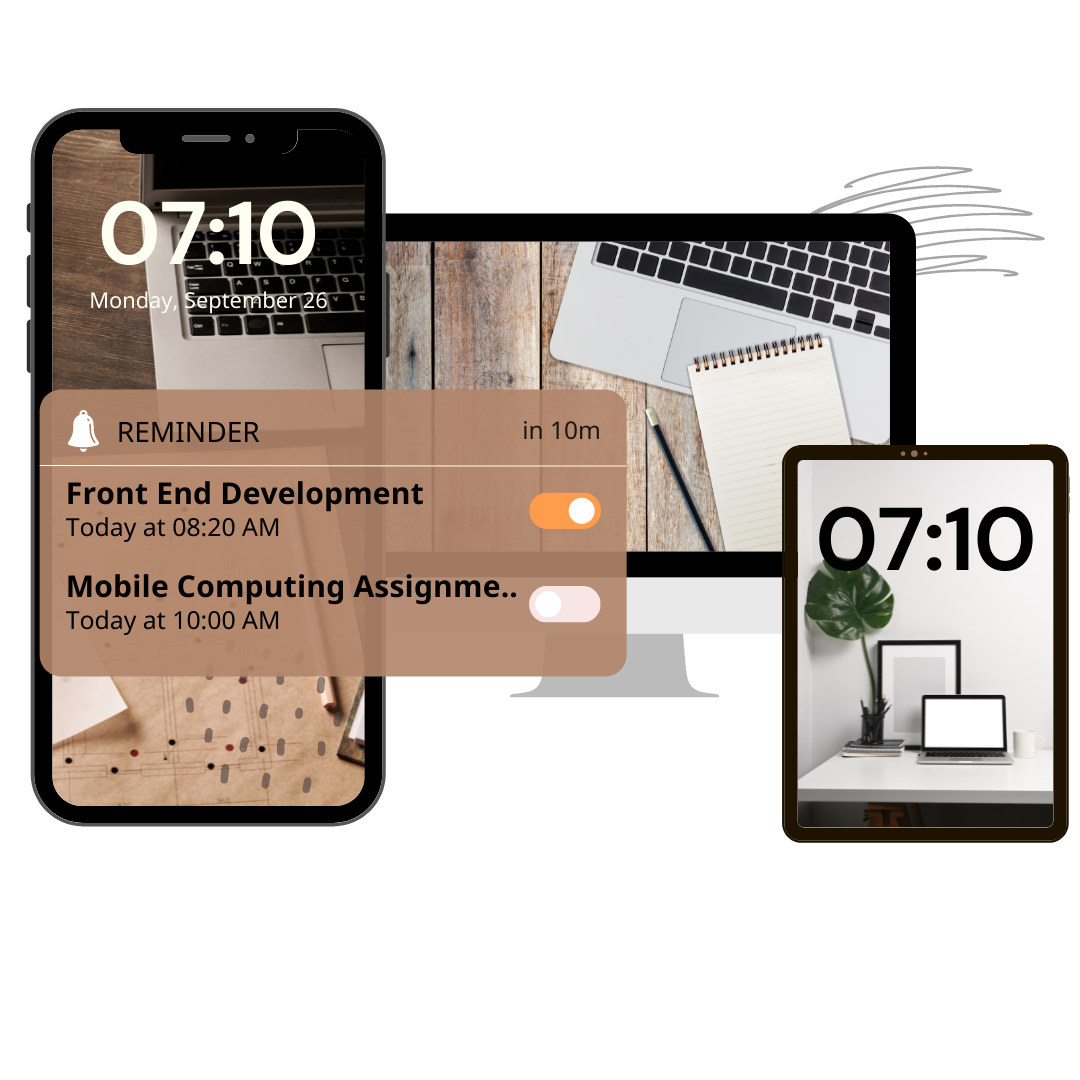 07:10
Monday, September 26
REMINDER
in 10m
Front End Development
Today at 08:20 AM
Mobile Computing Assignme..
Today at 10:00 AM
07:10